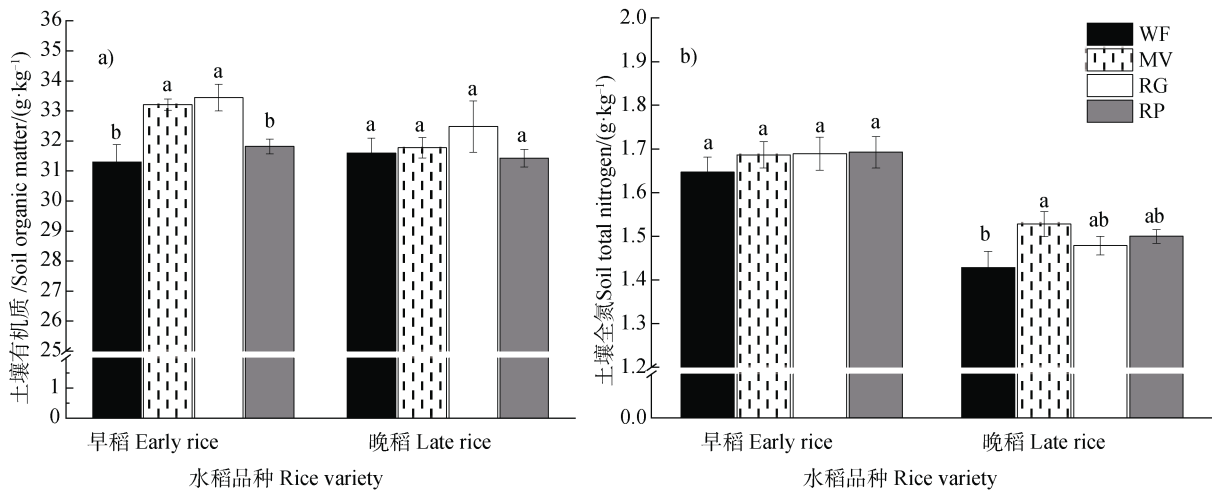 a)
土壤有机质/Soil organic matter/(g·kg⁻¹)
36
35
34
33
32
31
30
29
28
27
26
25
1
0
b
a
a
b
a
a
a
a
早稻 Early rice
晚稻 Late rice
水稻品种 Rice variety
b)
土壤全氮Soil total nitrogen/(g·kg⁻¹)
2.0
1.9
1.8
1.7
1.6
1.5
1.4
1.3
1.2
0.0
a
a
a
a
b
a
ab
ab
WF
MV
RG
RP
早稻 Early rice
晚稻 Late rice
水稻品种 Rice variety